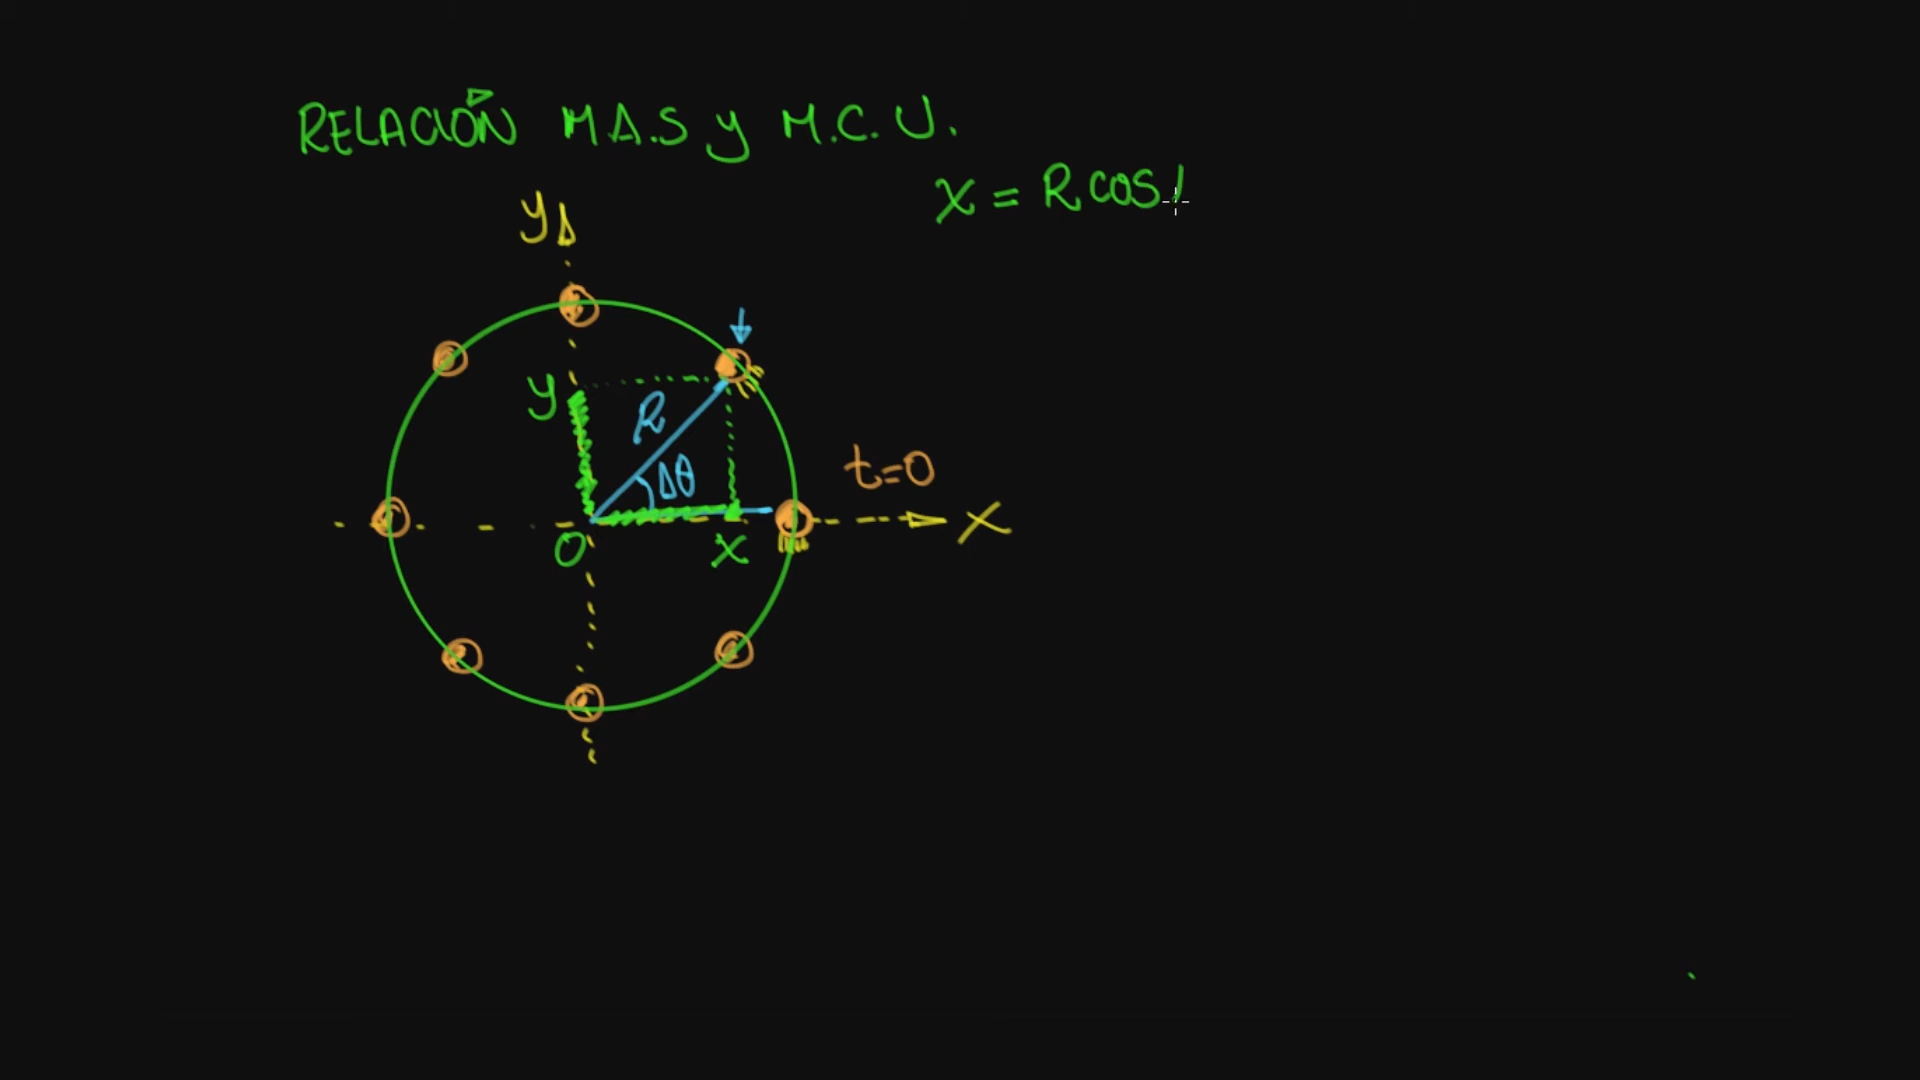 RELACIÓN M.A.S y M.C.U.
X = R COS
y
y
R
Δθ
t=0
X
O
X